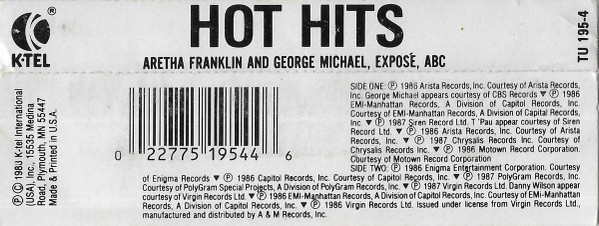 HOT HITS
K-TEL
ARETHA FRANKLIN AND GEORGE MICHAEL, EXPOSÉ, ABC
TU 195-4
© ℗ 1988 K-tel International
(USA), Inc., 15535 Medina
Road, Plymouth, MN 55447
Made & Printed in U.S.A.
0 22775 19544 6
SIDE ONE: ℗ 1986 Arista Records, Inc. Courtesy of Arista Records,
Inc. George Michael appears courtesy of CBS Records ▼ ℗ 1986
EMI-Manhattan Records, A Division of Capitol Records, Inc.
Courtesy of EMI-Manhattan Records, A Division of Capitol Records,
Inc. ▼ ℗ 1987 Siren Record Ltd. T 'Pau appear courtesy of Siren
Record Ltd. ▼ ℗ 1986 Arista Records, Inc. Courtesy of Arista
Records, Inc. ▼ ℗ 1987 Chrysalis Records Inc. Courtesy of
Chrysalis Records Inc. ▼ ℗ 1986 Motown Record Corporation.
Courtesy of Motown Record Corporation
SIDE TWO: ℗ 1986 Enigma Entertainment Corporation. Courtesy
of Enigma Records ▼ ℗ 1986 Capitol Records, Inc. Courtesy of Capitol Records, Inc. ▼ ℗ 1987 PolyGram Records, Inc.
Courtesy of PolyGram Special Projects, A Division of PolyGram Records, Inc. ▼ ℗ 1987 Virgin Records Ltd. Danny Wilson appear
courtesy of Virgin Records Ltd. ▼ ℗ 1986 EMI-Manhattan Records, A Division of Capitol Records, Inc. Courtesy of EMI-Manhattan
Records, A Division of Capitol Records, Inc. ▼ ℗ 1986 Virgin Records Ltd. Issued under license from Virgin Records Ltd.,
manufactured and distributed by A & M Records, Inc.